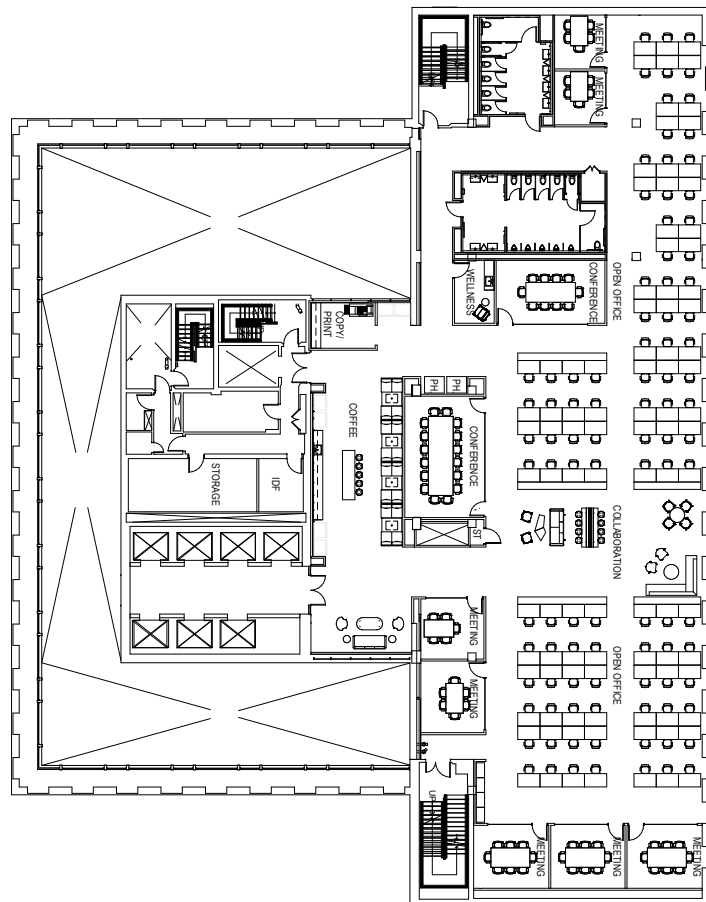 MEETING
MEETING
WELLNESS
CONFERENCE
OPEN OFFICE
COPY/
PRINT
PH.
PH.
COFFEE
CONFERENCE
STORAGE
IDF
ST
COLLABORATION
MEETING
OPEN OFFICE
MEETING
UP
MEETING
MEETING
MEETING